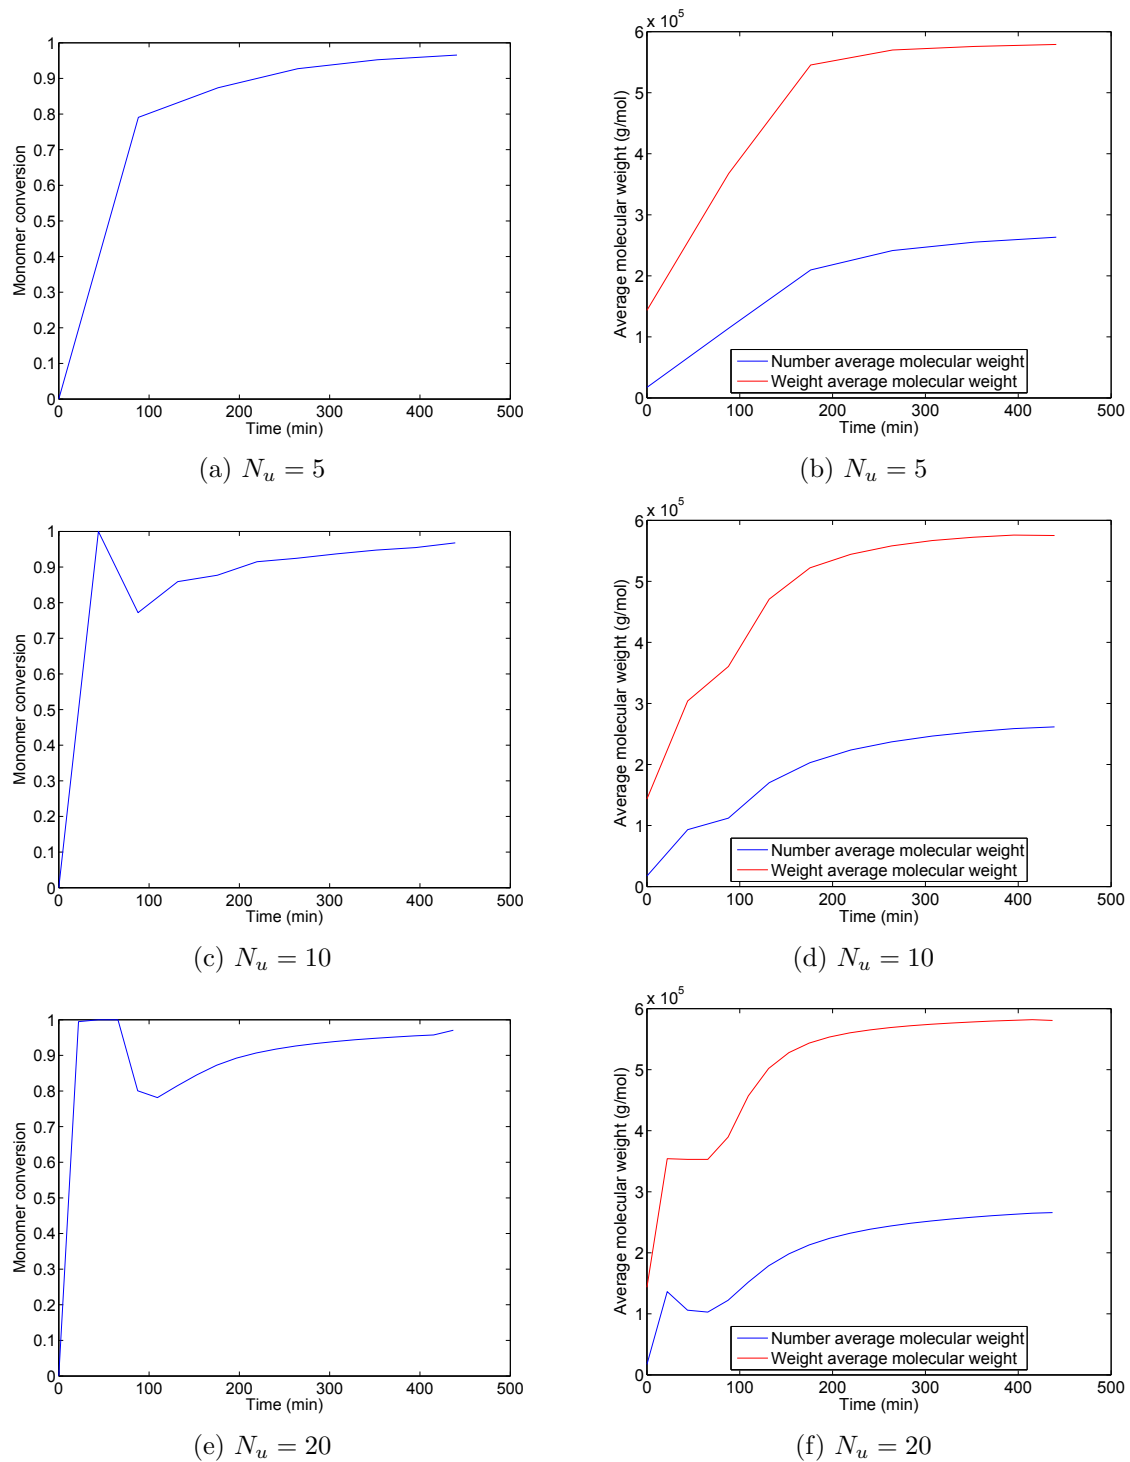 1
0.9
0.8
0.7
0.6
0.5
0.4
0.3
0.2
0.1
0
Monomer conversion
0 100 200 300 400 500
Time (min)
(a) N_u = 5
x 10^5
6
5
4
3
2
1
0
Average molecular weight (g/mol)
Number average molecular weight
Weight average molecular weight
0 100 200 300 400 500
Time (min)
(b) N_u = 5
1
0.9
0.8
0.7
0.6
0.5
0.4
0.3
0.2
0.1
0
Monomer conversion
0 100 200 300 400 500
Time (min)
(c) N_u = 10
x 10^5
6
5
4
3
2
1
0
Average molecular weight (g/mol)
Number average molecular weight
Weight average molecular weight
0 100 200 300 400 500
Time (min)
(d) N_u = 10
1
0.9
0.8
0.7
0.6
0.5
0.4
0.3
0.2
0.1
0
Monomer conversion
0 100 200 300 400 500
Time (min)
(e) N_u = 20
x 10^5
6
5
4
3
2
1
0
Average molecular weight (g/mol)
Number average molecular weight
Weight average molecular weight
0 100 200 300 400 500
Time (min)
(f) N_u = 20